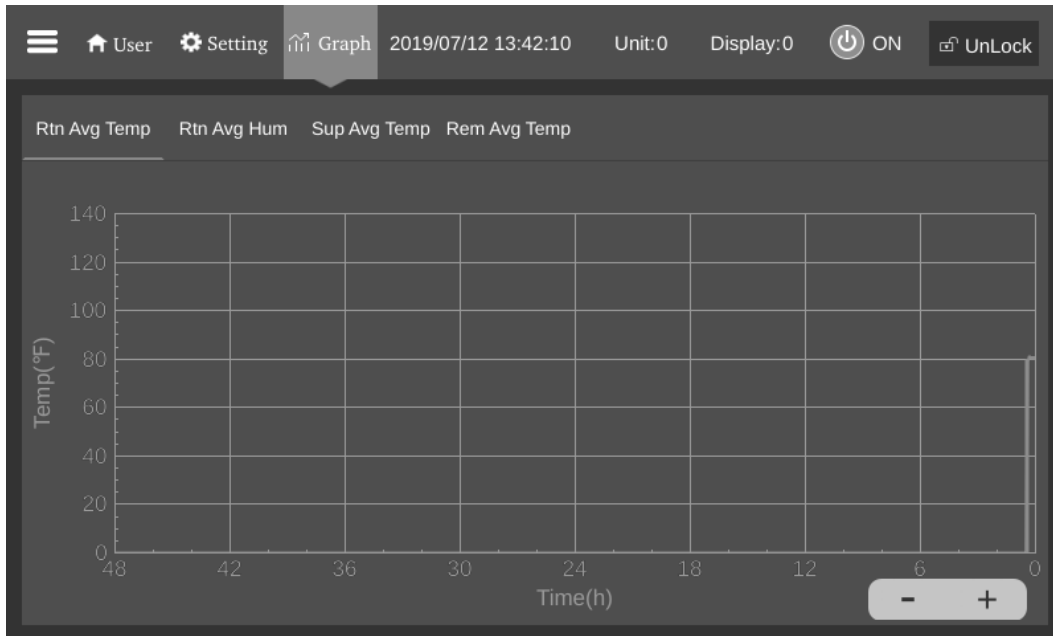 User Setting Graph 2019/07/12 13:42:10 Unit:0 Display:0 ON UnLock
Rtn Avg Temp Rtn Avg Hum Sup Avg Temp Rem Avg Temp
140
120
100
80
60
40
20
0
Temp(°F)
48 42 36 30 24 18 12 6 0
Time(h)
- +